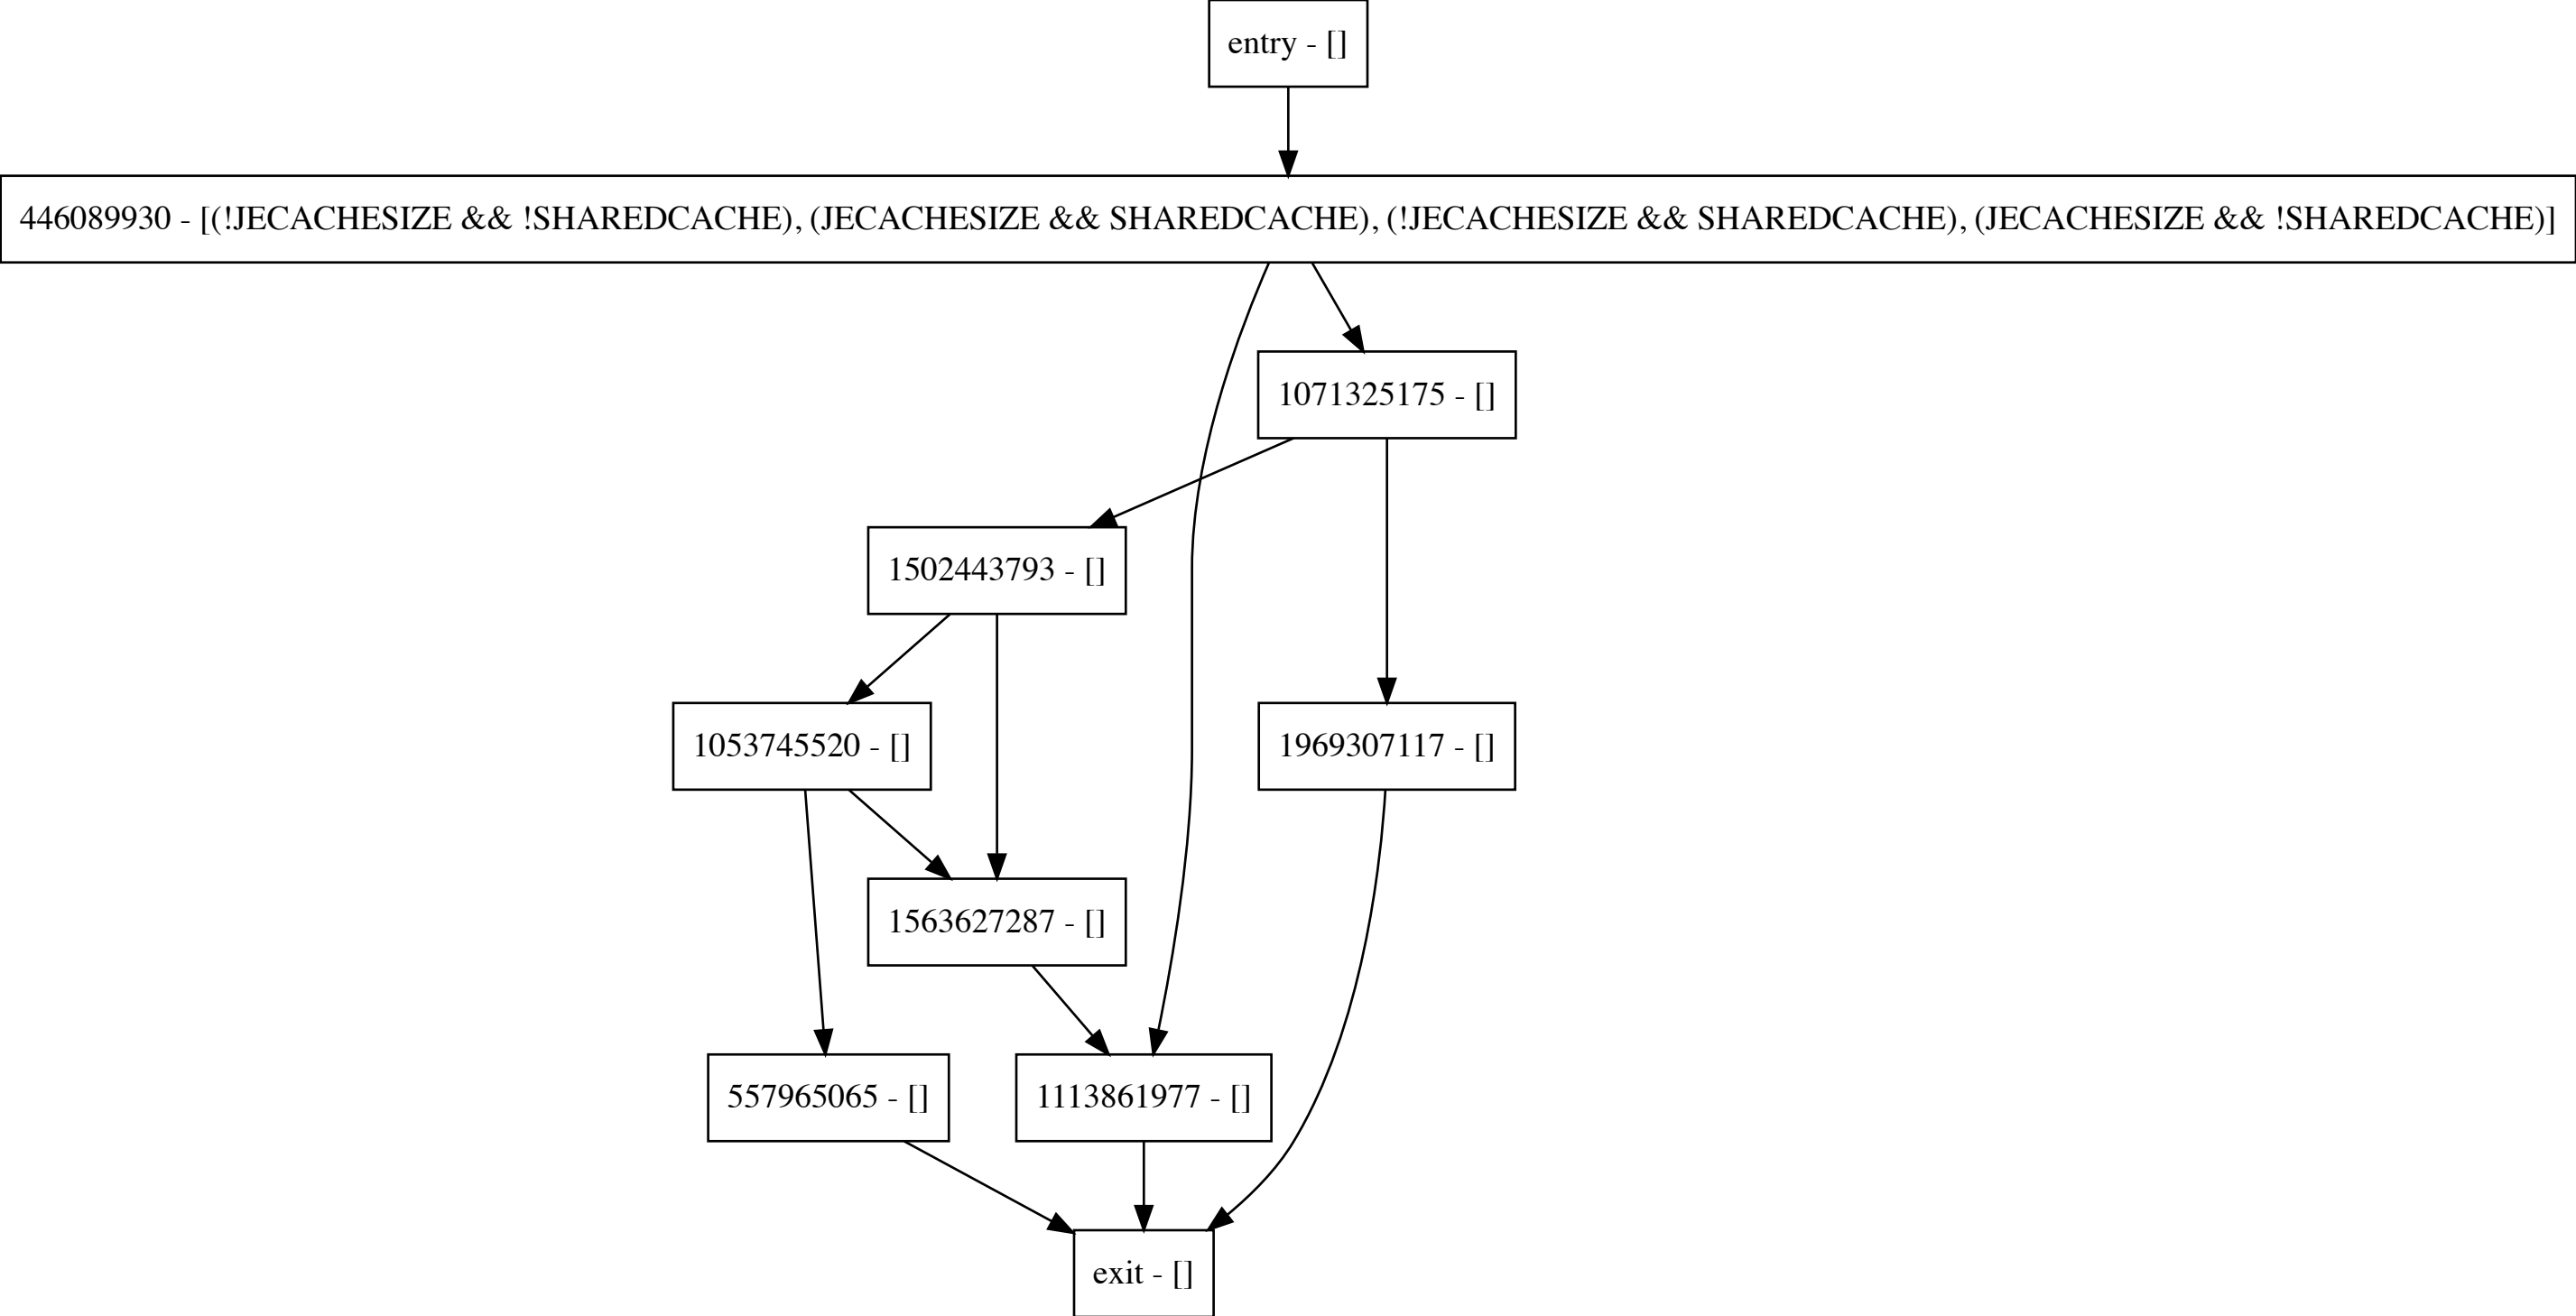 entry - []
446089930 - [(!JECACHESIZE && !SHAREDCACHE), (JECACHESIZE && SHAREDCACHE), (!JECACHESIZE && SHAREDCACHE), (JECACHESIZE && !SHAREDCACHE)]
1071325175 - []
1502443793 - []
1053745520 - []
1969307117 - []
1563627287 - []
557965065 - []
1113861977 - []
exit - []